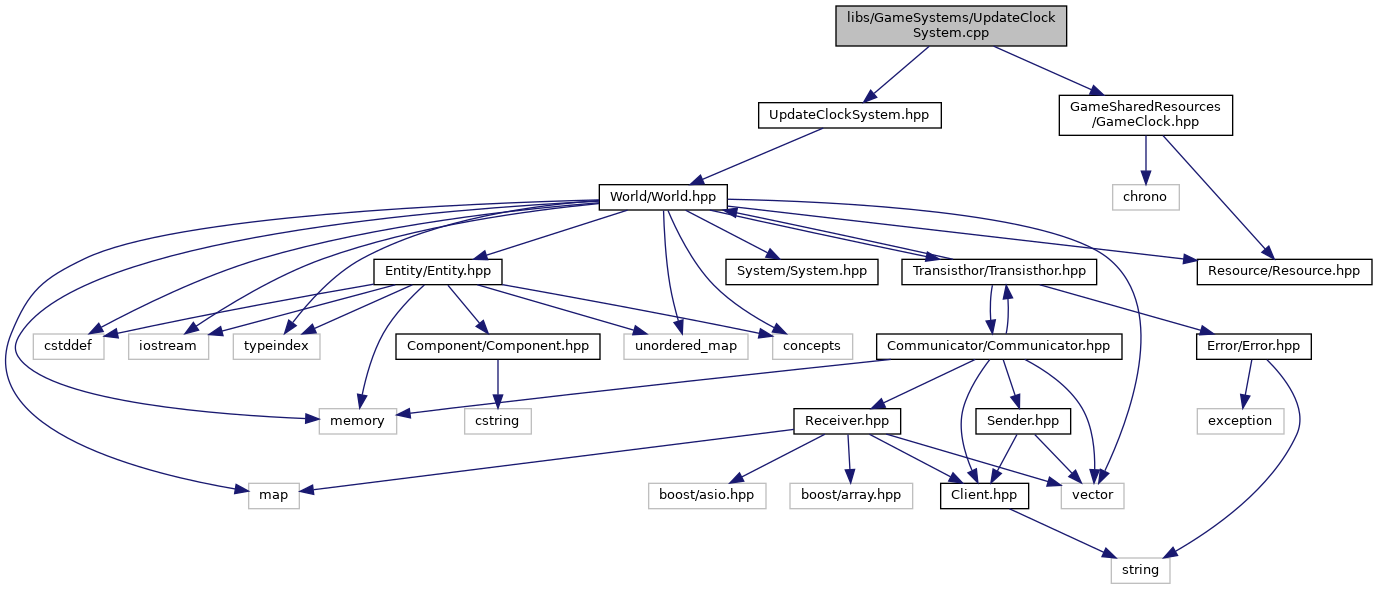 libs/GameSystems/UpdateClock
System.cpp
UpdateClockSystem.hpp
GameSharedResources
/GameClock.hpp
World/World.hpp
chrono
Entity/Entity.hpp
System/System.hpp
Transisthor/Transisthor.hpp
Resource/Resource.hpp
cstddef
iostream
typeindex
Component/Component.hpp
unordered_map
concepts
Communicator/Communicator.hpp
Error/Error.hpp
memory
cstring
Receiver.hpp
Sender.hpp
exception
map
boost/asio.hpp
boost/array.hpp
Client.hpp
vector
string